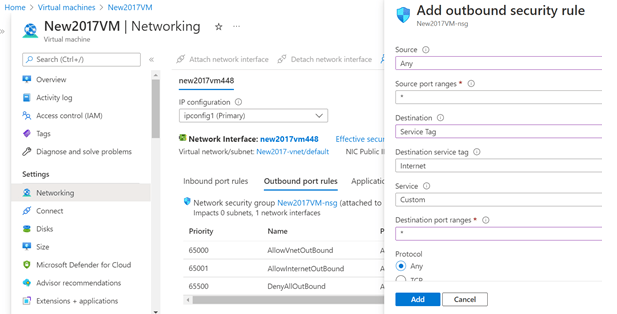 Home > Virtual machines > New2017VM
New2017VM | Networking
Virtual machine
Search (Ctrl+/)
Overview
Activity log
Access control (IAM)
Tags
Diagnose and solve problems
Settings
Networking
Connect
Disks
Size
Microsoft Defender for Cloud
Advisor recommendations
Extensions + applications
Attach network interface
Detach network interface
new2017vm448
IP configuration
ipconfig1 (Primary)
Network Interface: new2017vm448 Effective secur
Virtual network/subnet: New2017-vnet/default NIC Public I
Inbound port rules Outbound port rules Applicatio
Network security group New2017VM-nsg (attached to
Impacts 0 subnets, 1 network interfaces
Priority Name P
65000 AllowVnetOutBound
65001 AllowInternetOutBound
65500 DenyAllOutBound
Add outbound security rule
New2017VM-nsg
Source
Any
Source port ranges *
*
Destination
Service Tag
Destination service tag
Internet
Service
Custom
Destination port ranges *
*
Protocol
Any
Add Cancel